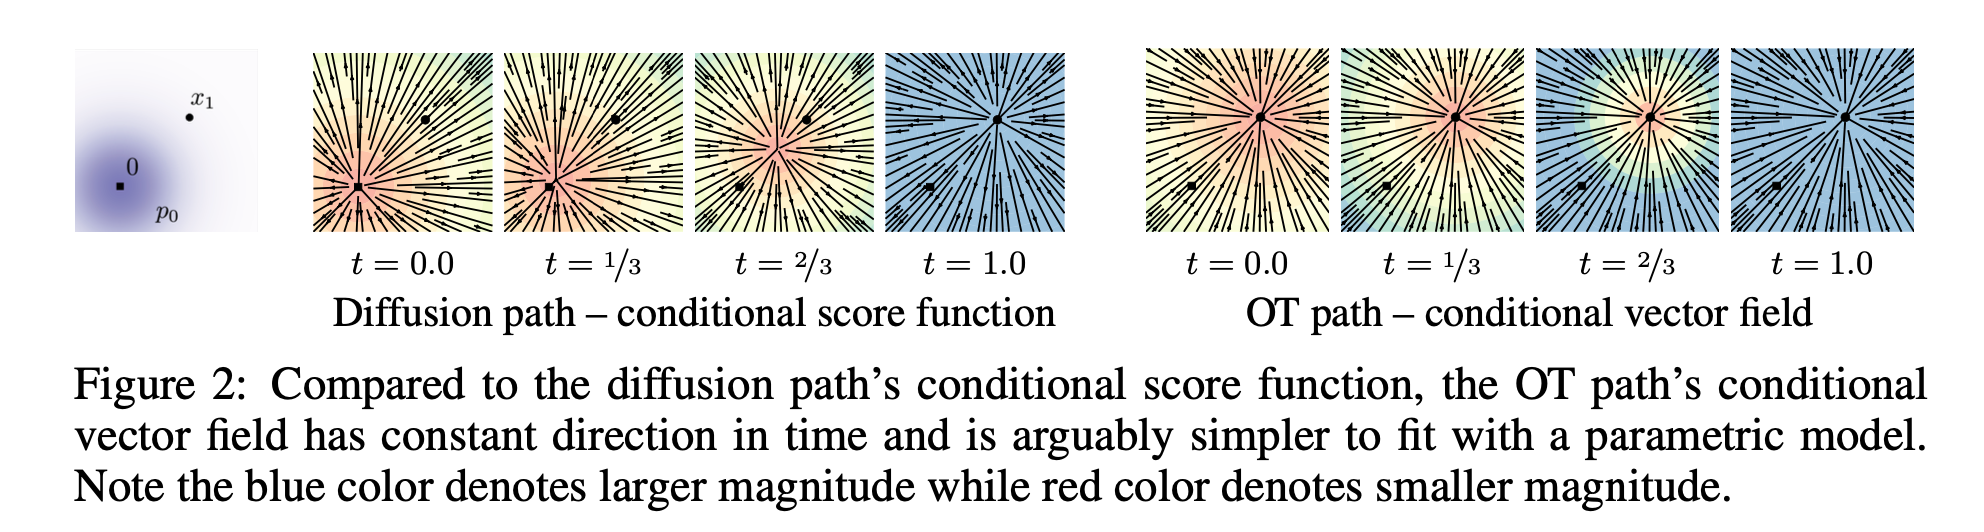 x₁
0
p₀
t = 0.0 t = 1/3 t = 2/3 t = 1.0 t = 0.0 t = 1/3 t = 2/3 t = 1.0
Diffusion path – conditional score function OT path – conditional vector field
Figure 2: Compared to the diffusion path’s conditional score function, the OT path’s conditional
vector field has constant direction in time and is arguably simpler to fit with a parametric model.
Note the blue color denotes larger magnitude while red color denotes smaller magnitude.